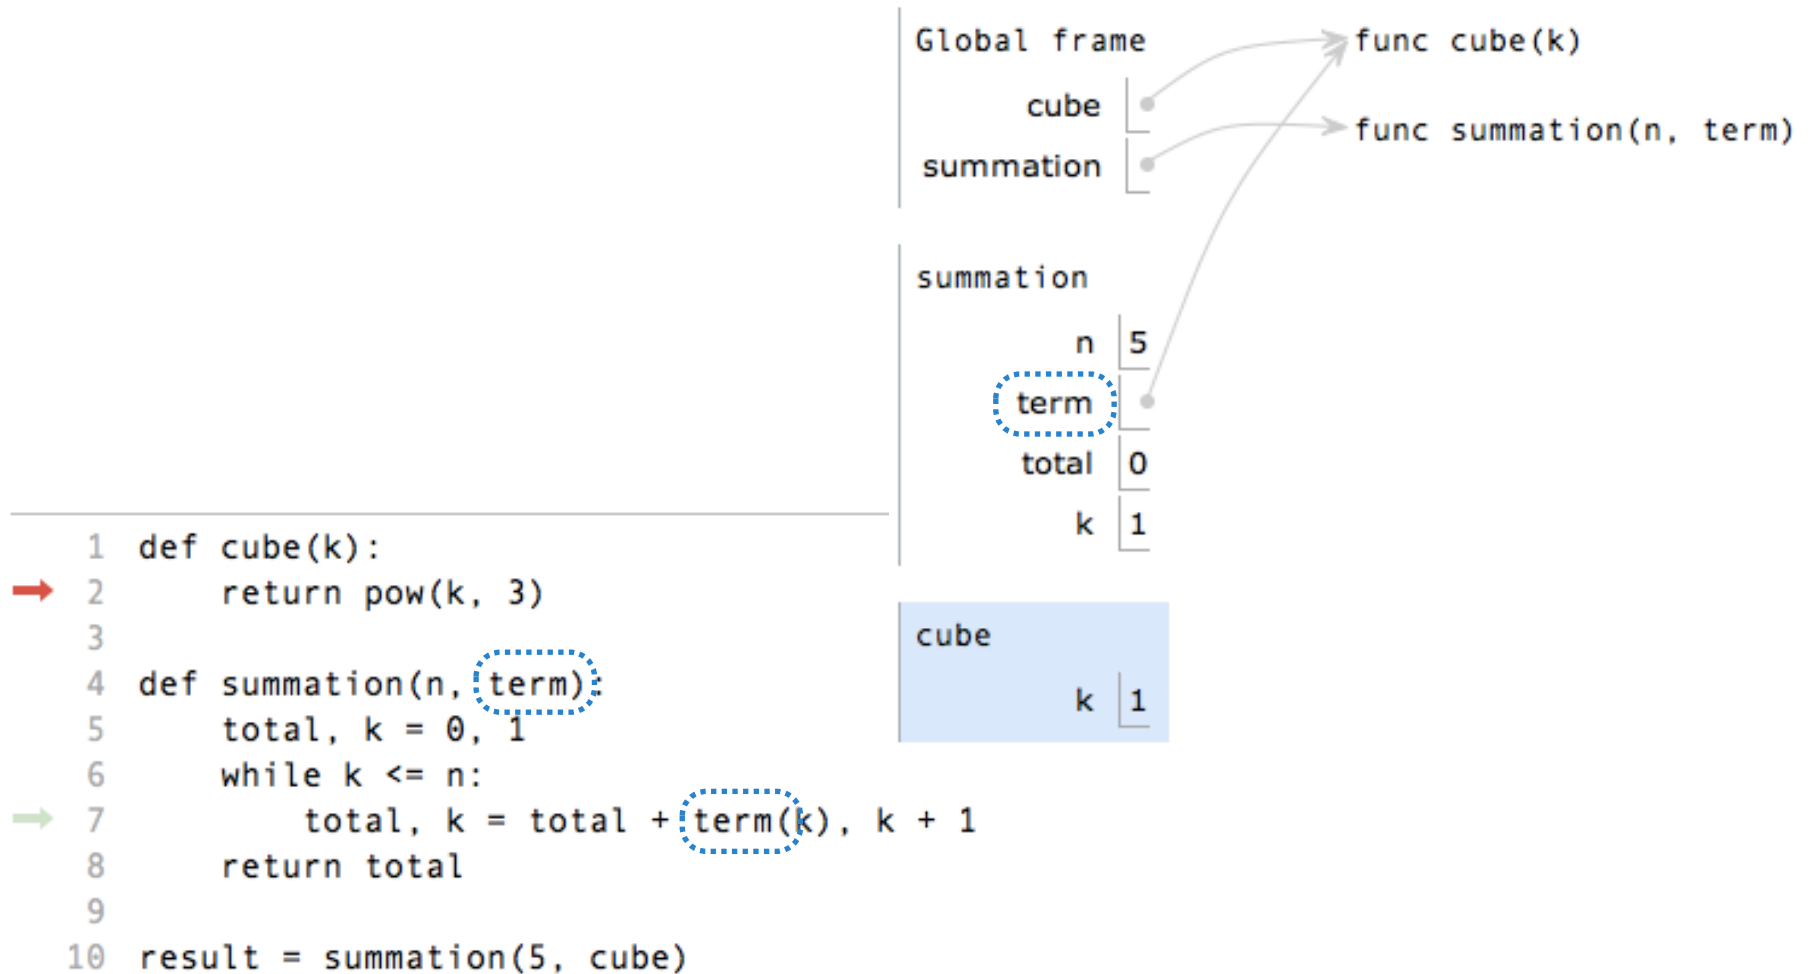 Global frame
cube
summation
func cube(k)
func summation(n, term)
summation
n 5
term
total 0
k 1
cube
k 1
1 def cube(k):
2     return pow(k, 3)
3
4 def summation(n, term):
5     total, k = 0, 1
6     while k <= n:
7         total, k = total + term(k), k + 1
8     return total
9
10 result = summation(5, cube)